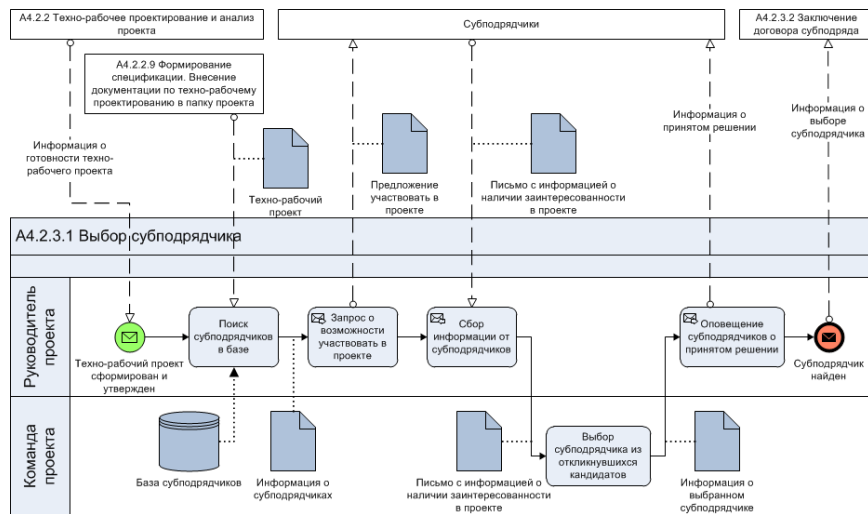 А4.2.2 Техно-рабочее проектирование и анализ
проекта
Субподрядчики
А4.2.3.2 Заключение
договора субподряда
А4.2.2.9 Формирование
спецификации. Внесение
документации по техно-рабочему
проектированию в папку проекта
Информация о
готовности техно-
рабочего проекта
Техно-рабочий
проект
Предложение
участвовать в
проекте
Письмо с информацией о
наличии заинтересованности
в проекте
Информация о
принятом решении
Информация о
выборе
субподрядчика
А4.2.3.1 Выбор субподрядчика
Руководитель
проекта
Техно-рабочий проект
сформирован и
утвержден
Поиск
субподрядчиков
в базе
Запрос о
возможности
участвовать в
проекте
Сбор
информации от
субподрядчиков
Оповещение
субподрядчиков о
принятом решении
Субподрядчик
найден
Команда
проекта
База субподрядчиков
Информация о
субподрядчиках
Письмо с информацией о
наличии заинтересованности
в проекте
Выбор
субподрядчика из
откликнувшихся
кандидатов
Информация о
выбранном
субподрядчике